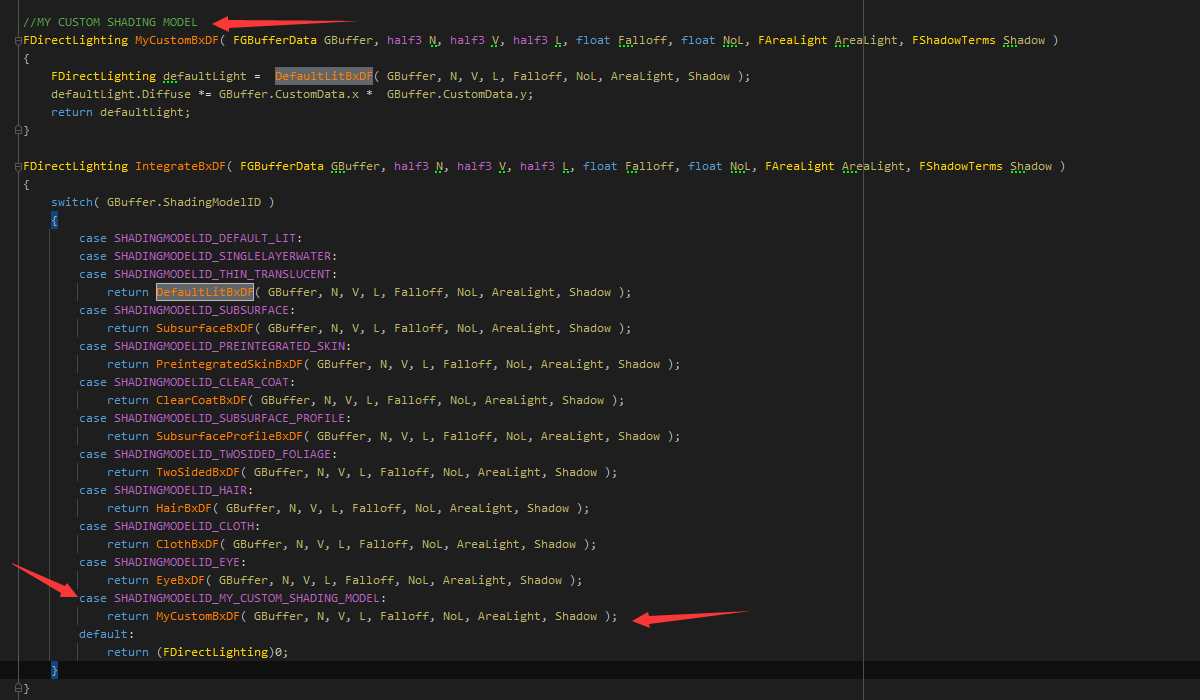 //MY CUSTOM SHADING MODEL
FDirectLighting MyCustomBxDF( FGBufferData GBuffer, half3 N, half3 V, half3 L, float Falloff, float NoL, FAreaLight AreaLight, FShadowTerms Shadow )
{
FDirectLighting defaultLight =  DefaultLitBxDF( GBuffer, N, V, L, Falloff, NoL, AreaLight, Shadow );
defaultLight.Diffuse *= GBuffer.CustomData.x *  GBuffer.CustomData.y;
return defaultLight;
}
FDirectLighting IntegrateBxDF( FGBufferData GBuffer, half3 N, half3 V, half3 L, float Falloff, float NoL, FAreaLight AreaLight, FShadowTerms Shadow )
{
switch( GBuffer.ShadingModelID )
{
case SHADINGMODELID_DEFAULT_LIT:
case SHADINGMODELID_SINGLELAYERWATER:
case SHADINGMODELID_THIN_TRANSLUCENT:
return DefaultLitBxDF( GBuffer, N, V, L, Falloff, NoL, AreaLight, Shadow );
case SHADINGMODELID_SUBSURFACE:
return SubsurfaceBxDF( GBuffer, N, V, L, Falloff, NoL, AreaLight, Shadow );
case SHADINGMODELID_PREINTEGRATED_SKIN:
return PreintegratedSkinBxDF( GBuffer, N, V, L, Falloff, NoL, AreaLight, Shadow );
case SHADINGMODELID_CLEAR_COAT:
return ClearCoatBxDF( GBuffer, N, V, L, Falloff, NoL, AreaLight, Shadow );
case SHADINGMODELID_SUBSURFACE_PROFILE:
return SubsurfaceProfileBxDF( GBuffer, N, V, L, Falloff, NoL, AreaLight, Shadow );
case SHADINGMODELID_TWOSIDED_FOLIAGE:
return TwoSidedBxDF( GBuffer, N, V, L, Falloff, NoL, AreaLight, Shadow );
case SHADINGMODELID_HAIR:
return HairBxDF( GBuffer, N, V, L, Falloff, NoL, AreaLight, Shadow );
case SHADINGMODELID_CLOTH:
return ClothBxDF( GBuffer, N, V, L, Falloff, NoL, AreaLight, Shadow );
case SHADINGMODELID_EYE:
return EyeBxDF( GBuffer, N, V, L, Falloff, NoL, AreaLight, Shadow );
case SHADINGMODELID_MY_CUSTOM_SHADING_MODEL:
return MyCustomBxDF( GBuffer, N, V, L, Falloff, NoL, AreaLight, Shadow );
default:
return (FDirectLighting)0;
}
}